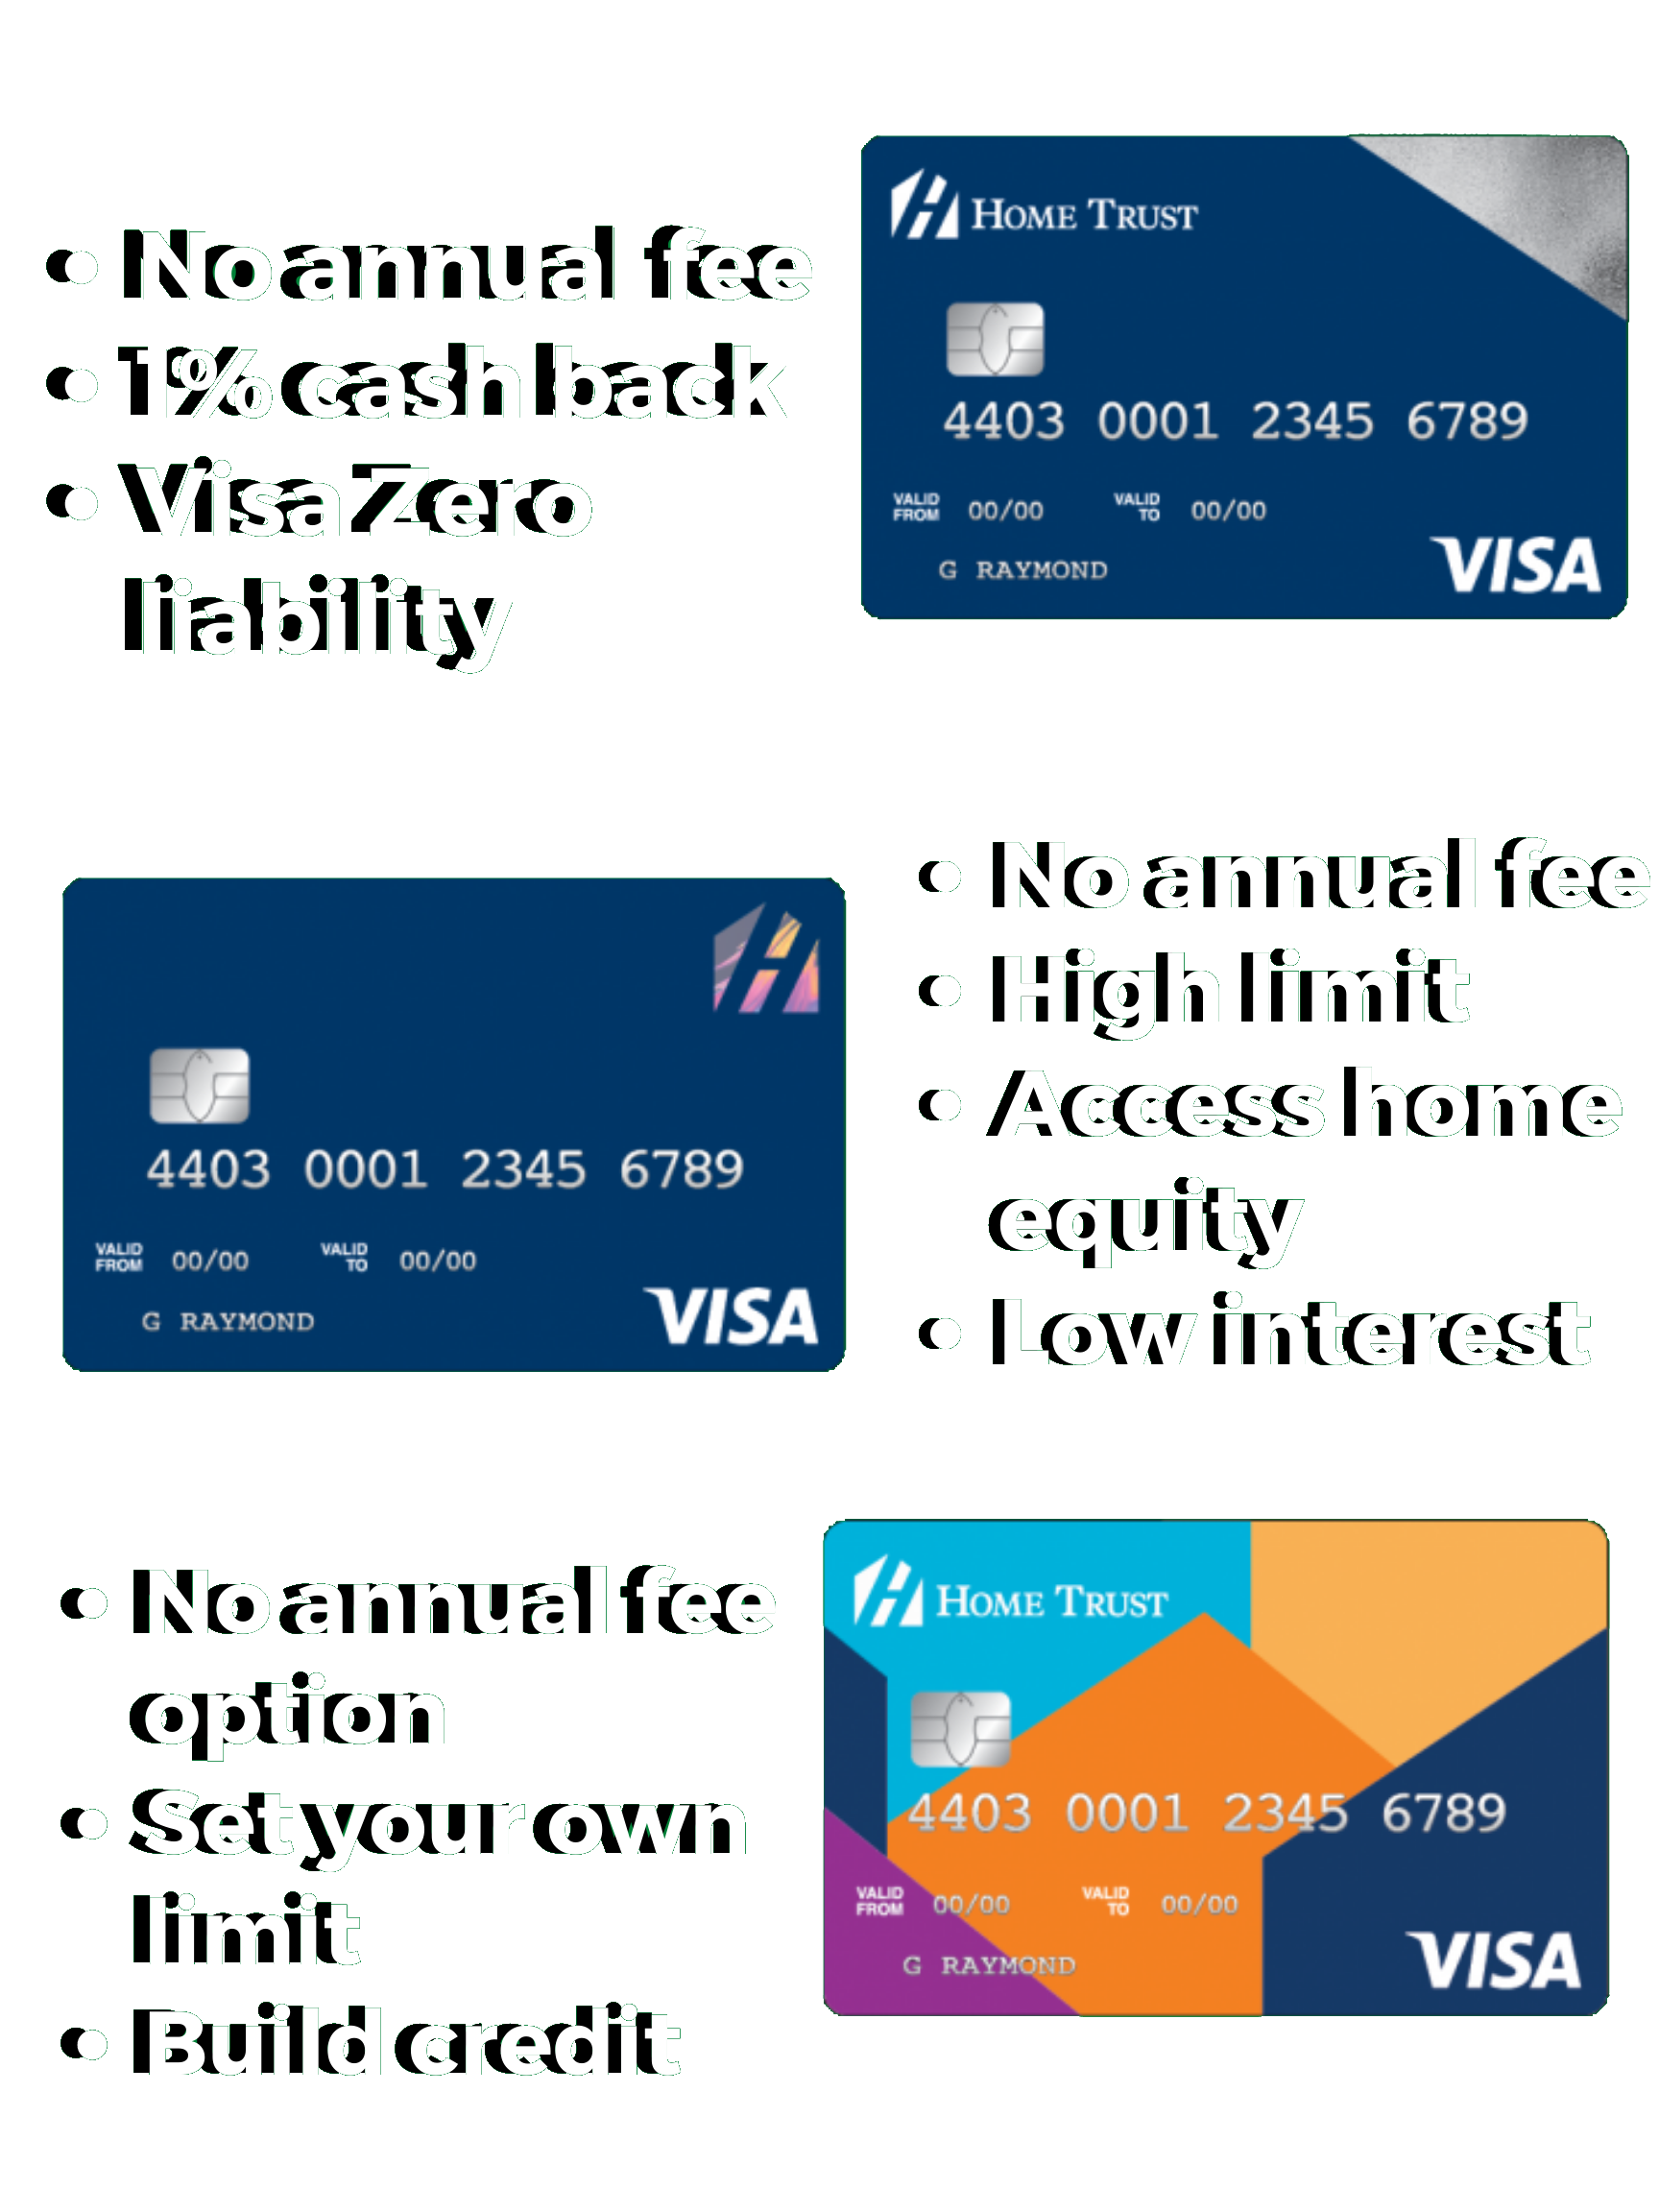 • No annual fee
• 1% cash back
• Visa Zero
liability
HOME TRUST
4403 0001 2345 6789
VALID FROM 00/00 VALID TO 00/00
G RAYMOND
VISA
4403 0001 2345 6789
VALID FROM 00/00 VALID TO 00/00
G RAYMOND
VISA
• No annual fee
• High limit
• Access home
equity
• Low interest
• No annual fee
option
• Set your own
limit
• Build credit
HOME TRUST
4403 0001 2345 6789
VALID FROM 00/00 VALID TO 00/00
G RAYMOND
VISA